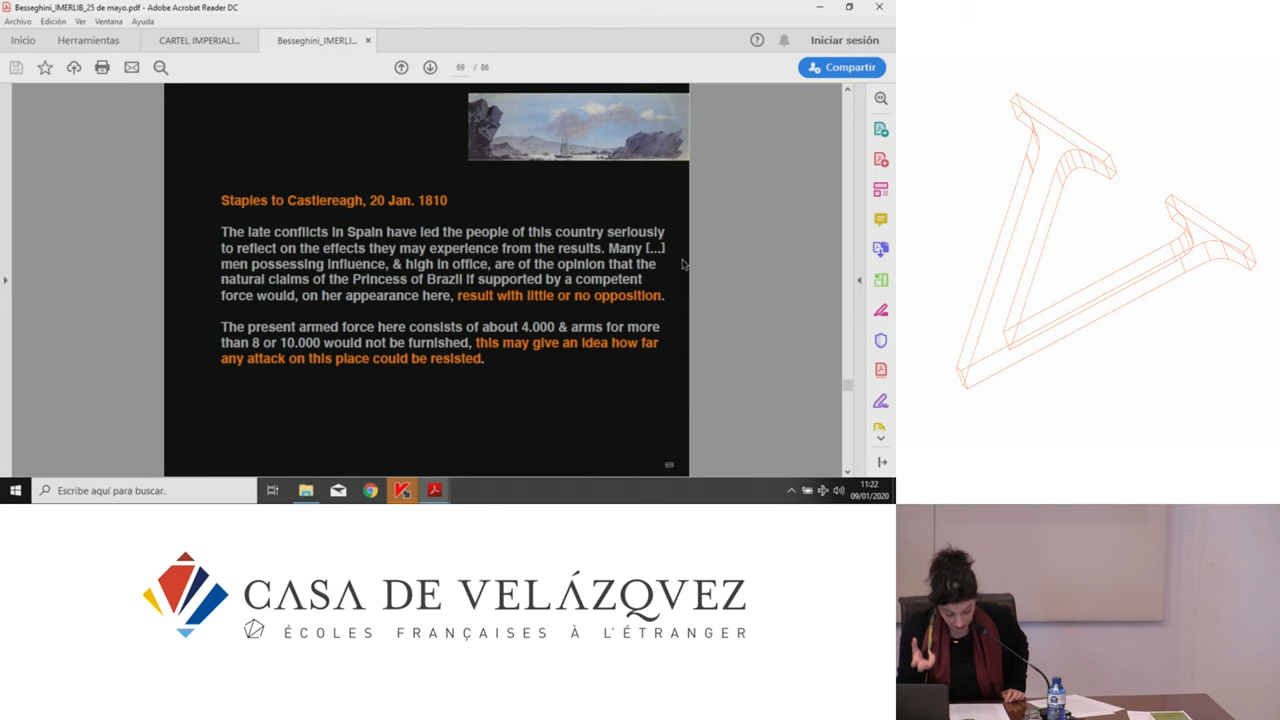 Besseghini_IMERLIB_25 de mayo.pdf - Adobe Acrobat Reader DC
Archivo Edición Ver Ventana Ayuda
Inicio Herramientas CARTEL IMPERIALI... Besseghini_IMERLI... × Iniciar sesión
69 / 86 Compartir
Staples to Castlereagh, 20 Jan. 1810
The late conflicts in Spain have led the people of this country seriously
to reflect on the effects they may experience from the results. Many [...]
men possessing influence, & high in office, are of the opinion that the
natural claims of the Princess of Brazil if supported by a competent
force would, on her appearance here, result with little or no opposition.
The present armed force here consists of about 4.000 & arms for more
than 8 or 10.000 would not be furnished, this may give an idea how far
any attack on this place could be resisted.
69
Escribe aquí para buscar.
11:22
09/01/2020
CASA DE VELÁZQVEZ
ÉCOLES FRANÇAISES À L'ÉTRANGER